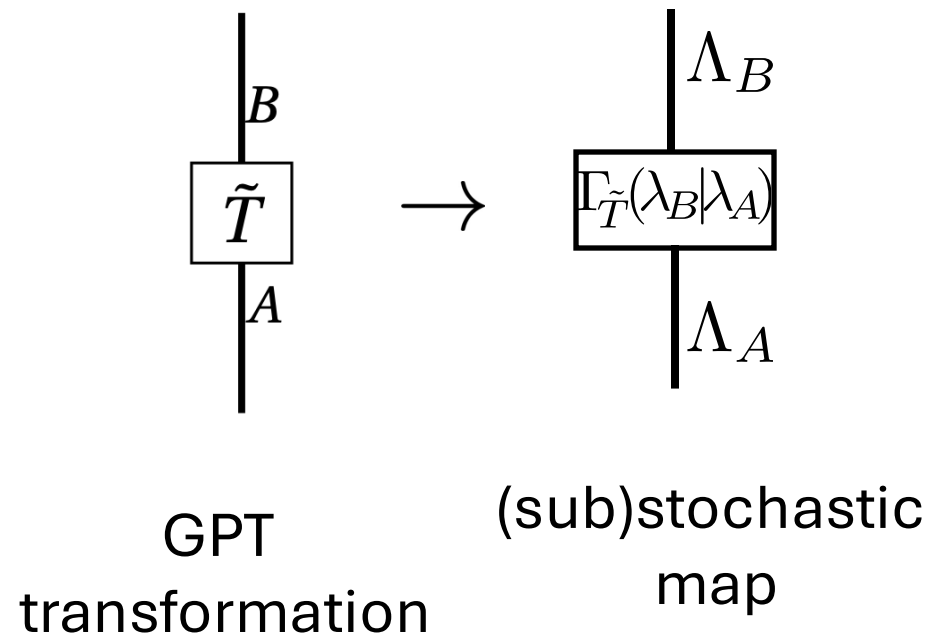 B
T̃
A
→
Λ_B
Γ_T̃(λ_B|λ_A)
Λ_A
GPT
transformation
(sub)stochastic
map